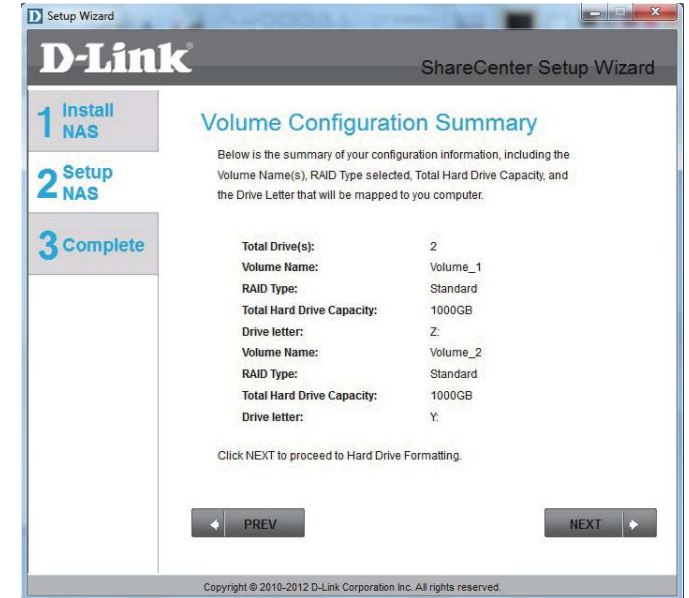 Setup Wizard
D-Link®
ShareCenter Setup Wizard
1 Install NAS
2 Setup NAS
3 Complete
Volume Configuration Summary
Below is the summary of your configuration information, including the
Volume Name(s), RAID Type selected, Total Hard Drive Capacity, and
the Drive Letter that will be mapped to you computer.
Total Drive(s): 2
Volume Name: Volume_1
RAID Type: Standard
Total Hard Drive Capacity: 1000GB
Drive letter: Z:
Volume Name: Volume_2
RAID Type: Standard
Total Hard Drive Capacity: 1000GB
Drive letter: Y:
Click NEXT to proceed to Hard Drive Formatting.
PREV
NEXT
Copyright © 2010-2012 D-Link Corporation Inc. All rights reserved.